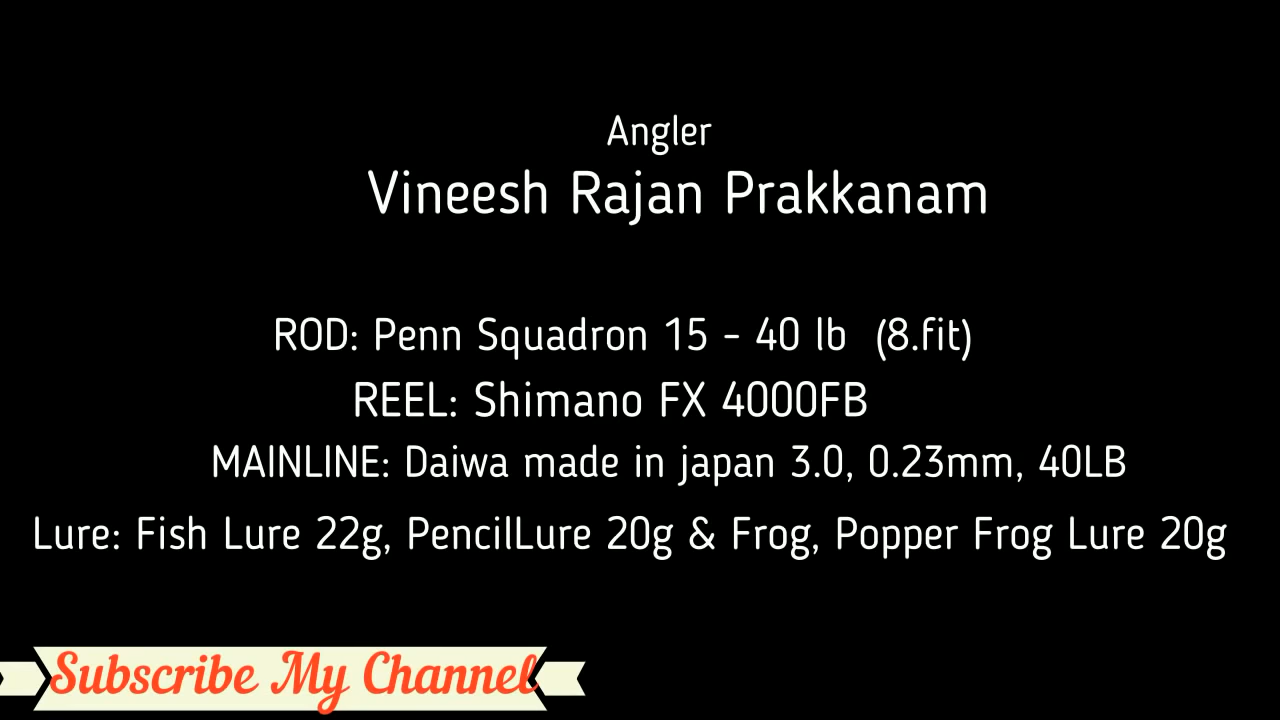 Angler
Vineesh Rajan Prakkanam
ROD: Penn Squadron 15 - 40 lb (8.fit)
REEL: Shimano FX 4000FB
MAINLINE: Daiwa made in japan 3.0, 0.23mm, 40LB
Lure: Fish Lure 22g, PencilLure 20g & Frog, Popper Frog Lure 20g
Subscribe My Channel